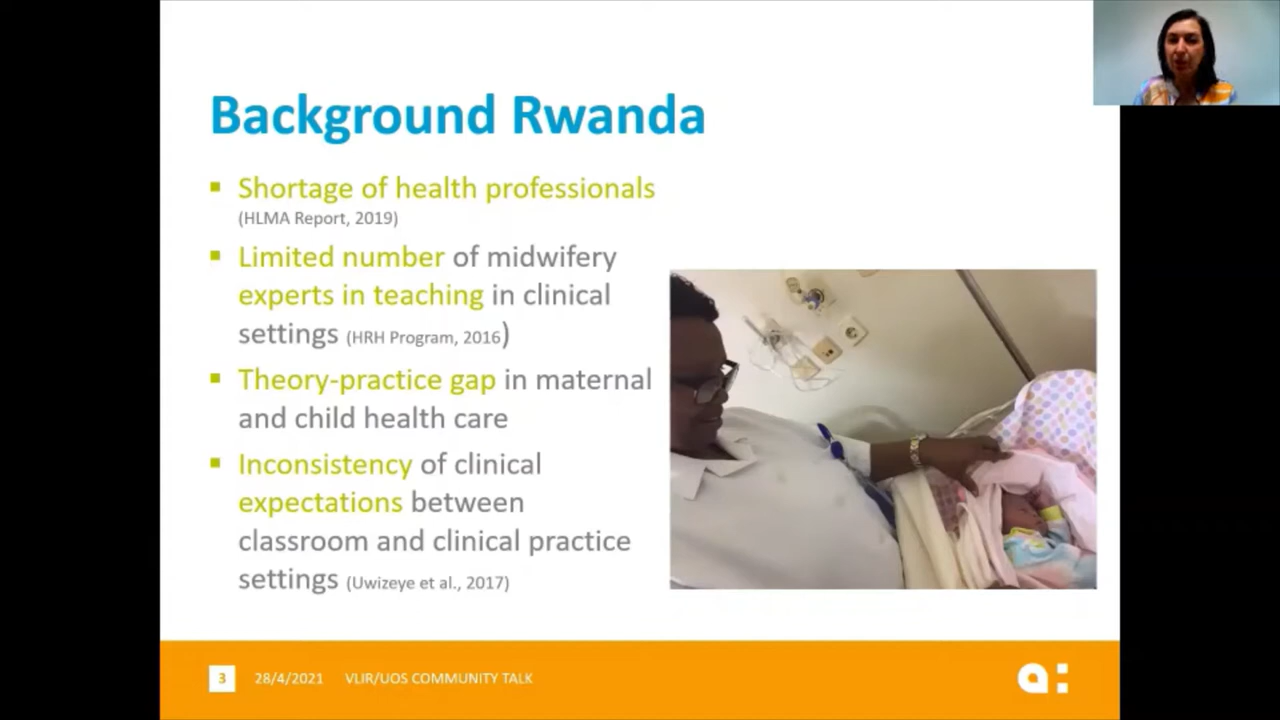 Background Rwanda
▪ Shortage of health professionals
(HLMA Report, 2019)
▪ Limited number of midwifery
experts in teaching in clinical
settings (HRH Program, 2016)
▪ Theory-practice gap in maternal
and child health care
▪ Inconsistency of clinical
expectations between
classroom and clinical practice
settings (Uwizeye et al., 2017)
3 28/4/2021 VLIR/UOS COMMUNITY TALK
a: